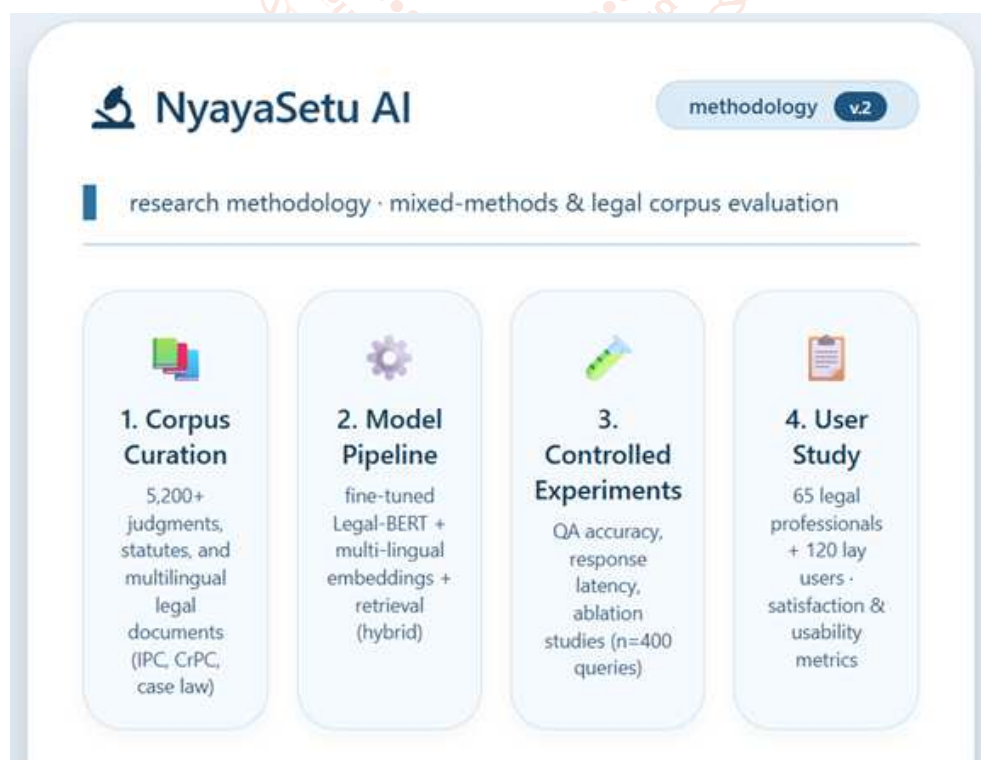 NyayaSetu AI
methodology v.2
research methodology · mixed-methods & legal corpus evaluation
1. Corpus
Curation
5,200+
judgments,
statutes, and
multilingual
legal
documents
(IPC, CrPC,
case law)
2. Model
Pipeline
fine-tuned
Legal-BERT +
multi-lingual
embeddings +
retrieval
(hybrid)
3.
Controlled
Experiments
QA accuracy,
response
latency,
ablation
studies (n=400
queries)
4. User
Study
65 legal
professionals
+ 120 lay
users ·
satisfaction &
usability
metrics